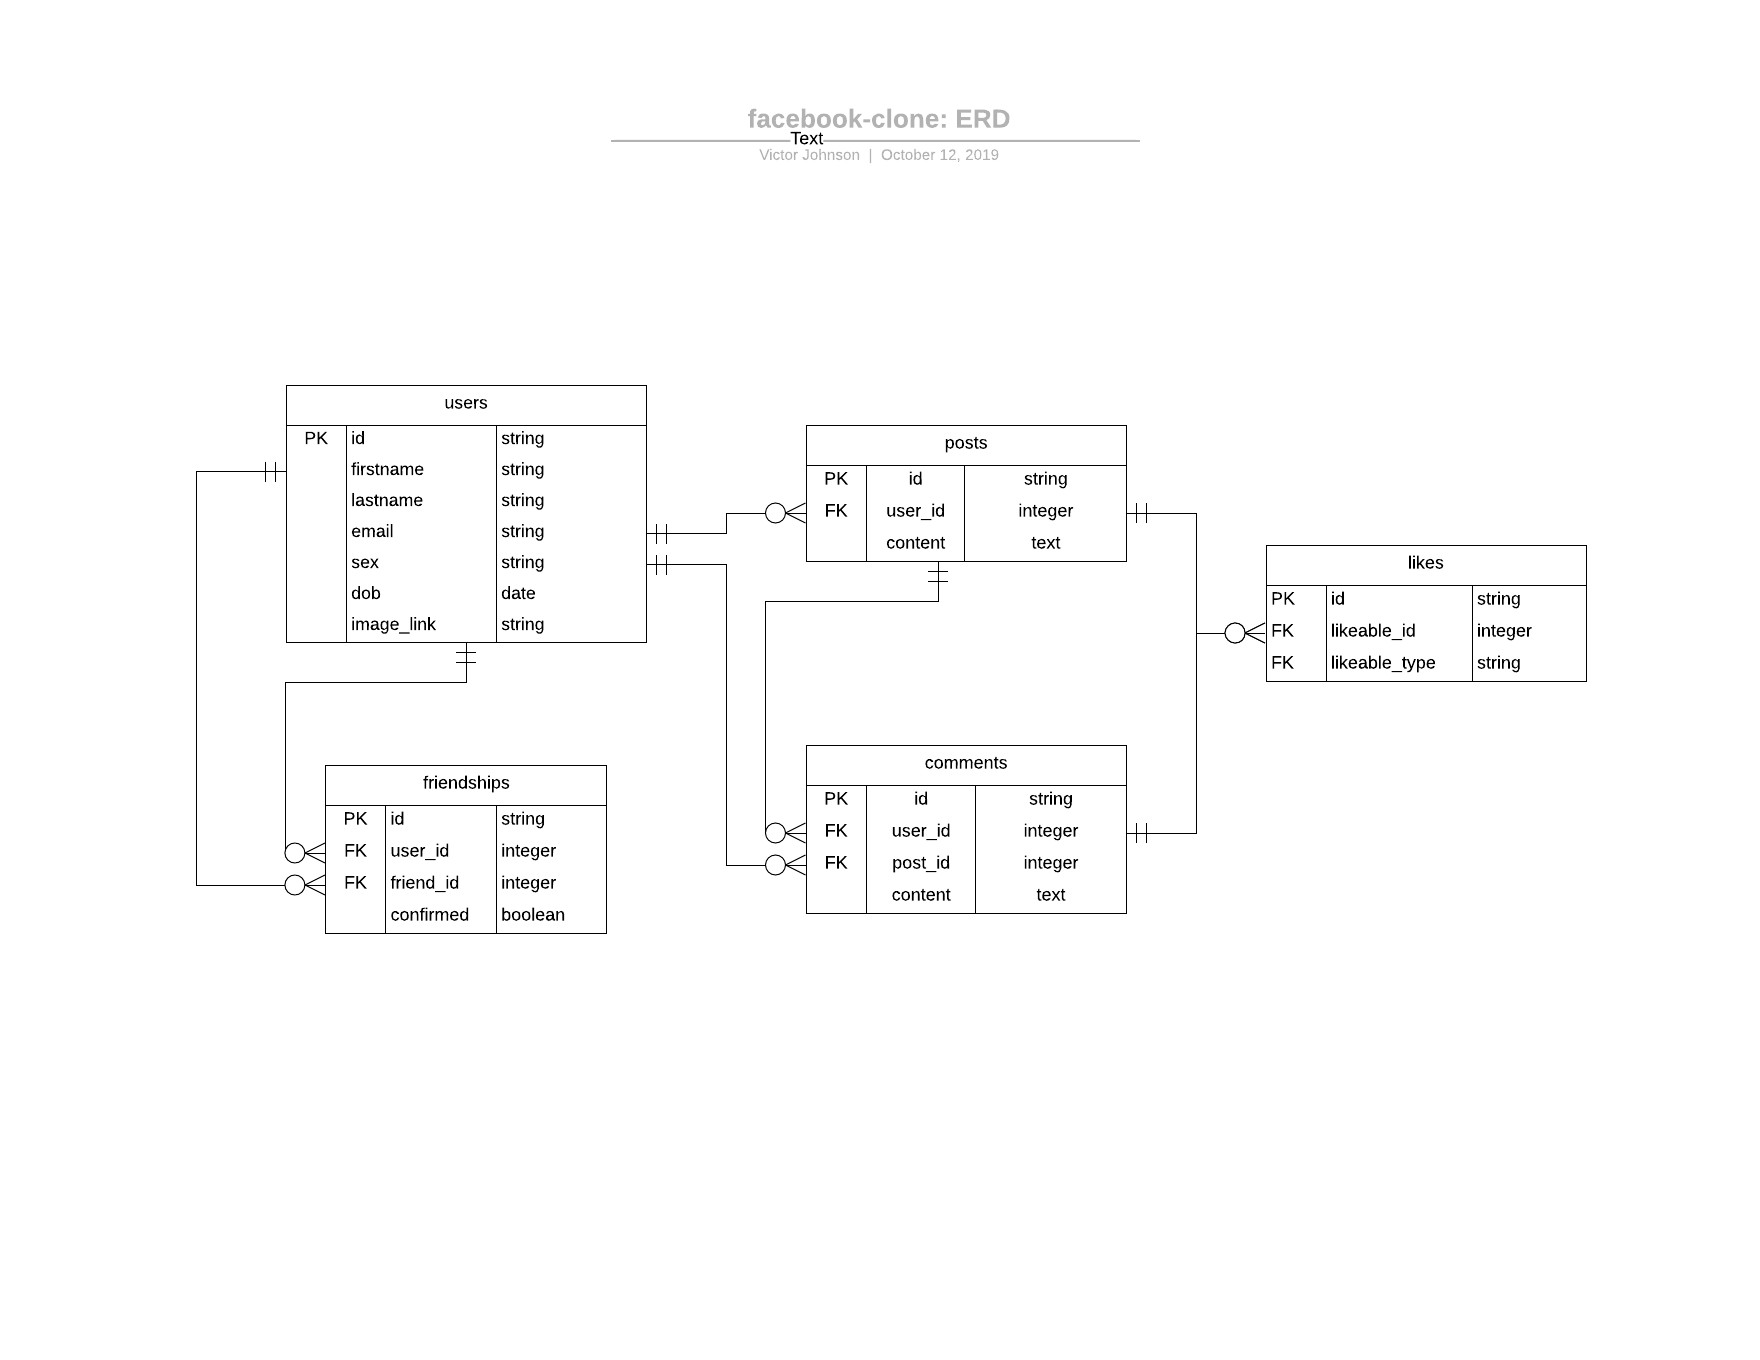 facebook-clone: ERD
Text
Victor Johnson | October 12, 2019
users
PK id string
firstname string
lastname string
email string
sex string
dob date
image_link string
posts
PK id string
FK user_id integer
content text
likes
PK id string
FK likeable_id integer
FK likeable_type string
friendships
PK id string
FK user_id integer
FK friend_id integer
confirmed boolean
comments
PK id string
FK user_id integer
FK post_id integer
content text